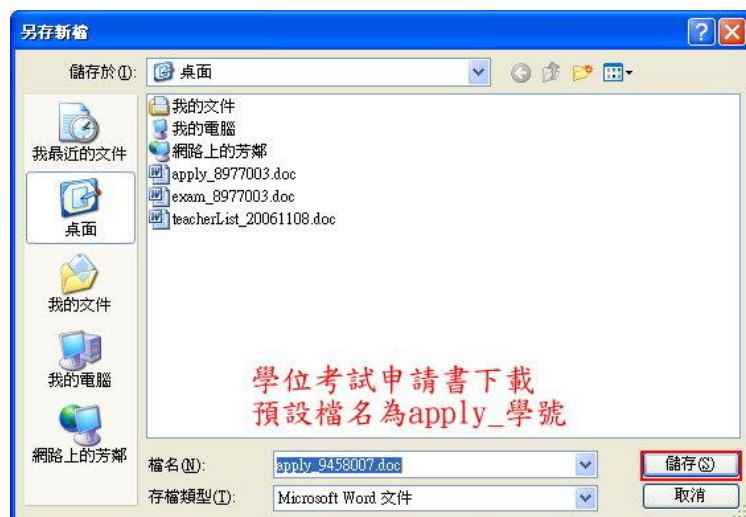 另存新檔
儲存於(I):
桌面
我最近的文件
桌面
我的文件
我的電腦
網路上的芳鄰
我的文件
我的電腦
網路上的芳鄰
apply_8977003.doc
exam_8977003.doc
teacherList_20061108.doc
學位考試申請書下載
預設檔名為apply_學號
檔名(N):
apply_9458007.doc
儲存(S)
存檔類型(T):
Microsoft Word 文件
取消